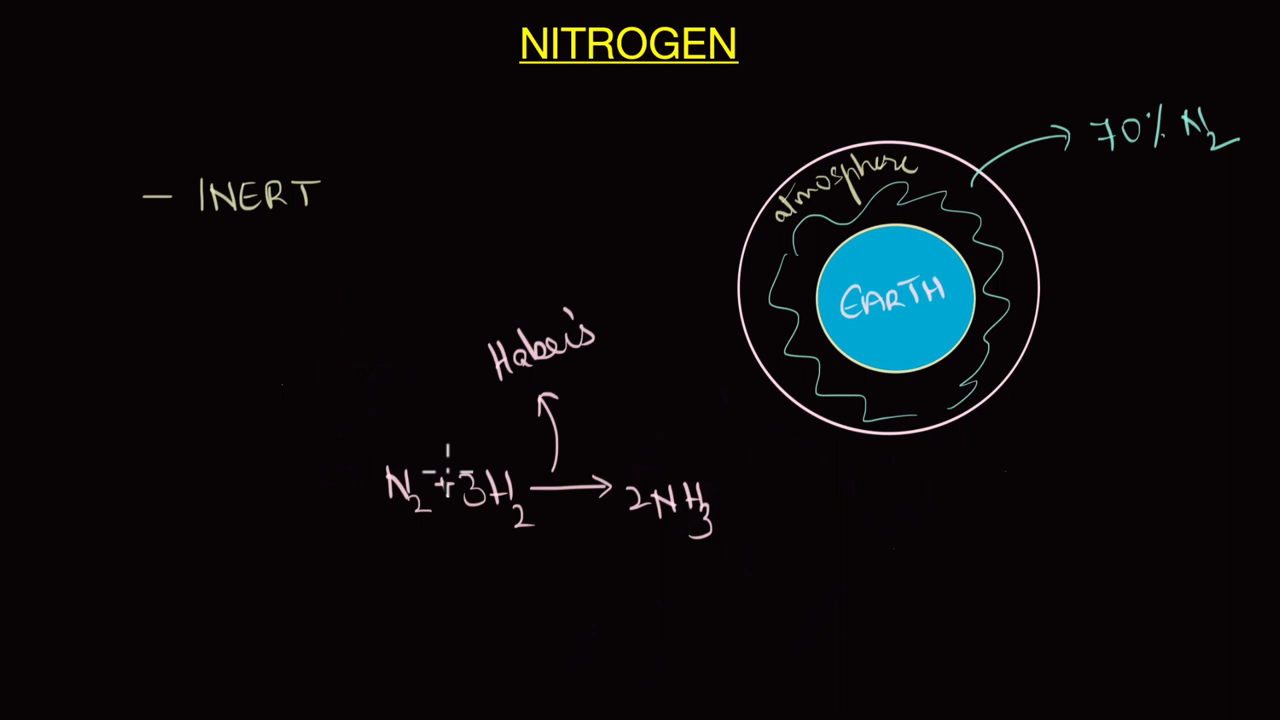 NITROGEN
70% N2
atmosphere
– INERT
EARTH
Haber's
N2 + 3H2 → 2NH3